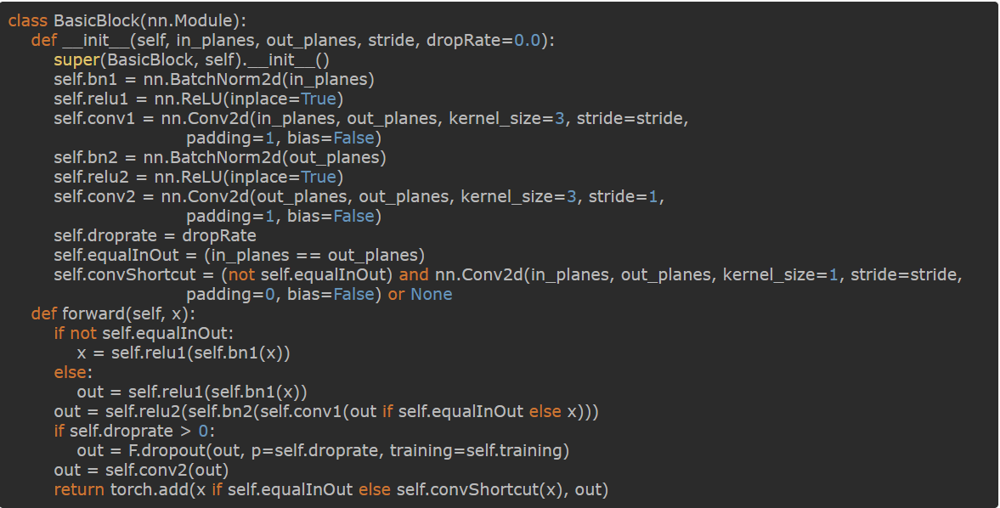 class BasicBlock(nn.Module):
    def __init__(self, in_planes, out_planes, stride, dropRate=0.0):
        super(BasicBlock, self).__init__()
        self.bn1 = nn.BatchNorm2d(in_planes)
        self.relu1 = nn.ReLU(inplace=True)
        self.conv1 = nn.Conv2d(in_planes, out_planes, kernel_size=3, stride=stride,
                               padding=1, bias=False)
        self.bn2 = nn.BatchNorm2d(out_planes)
        self.relu2 = nn.ReLU(inplace=True)
        self.conv2 = nn.Conv2d(out_planes, out_planes, kernel_size=3, stride=1,
                               padding=1, bias=False)
        self.droprate = dropRate
        self.equalInOut = (in_planes == out_planes)
        self.convShortcut = (not self.equalInOut) and nn.Conv2d(in_planes, out_planes, kernel_size=1, stride=stride,
                               padding=0, bias=False) or None
    def forward(self, x):
        if not self.equalInOut:
            x = self.relu1(self.bn1(x))
        else:
            out = self.relu1(self.bn1(x))
        out = self.relu2(self.bn2(self.conv1(out if self.equalInOut else x)))
        if self.droprate > 0:
            out = F.dropout(out, p=self.droprate, training=self.training)
        out = self.conv2(out)
        return torch.add(x if self.equalInOut else self.convShortcut(x), out)